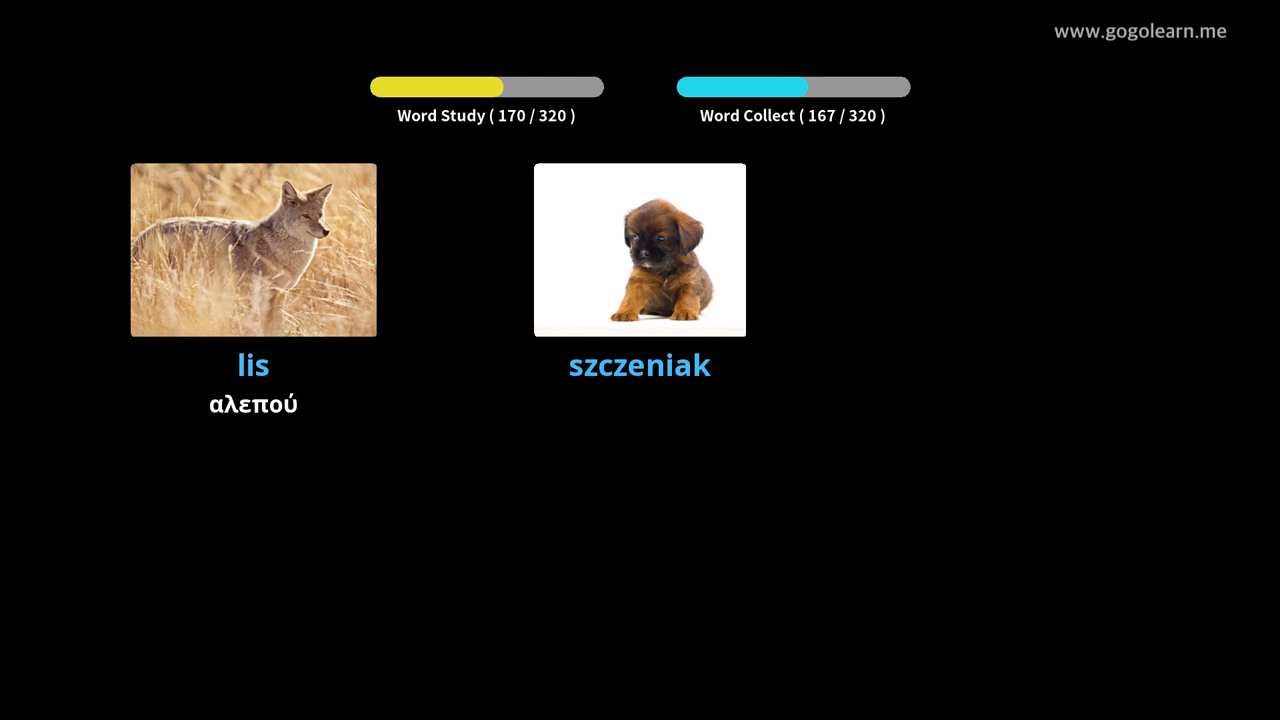 www.gogolearn.me
Word Study ( 170 / 320 )
Word Collect ( 167 / 320 )
lis
szczeniak
αλεπού